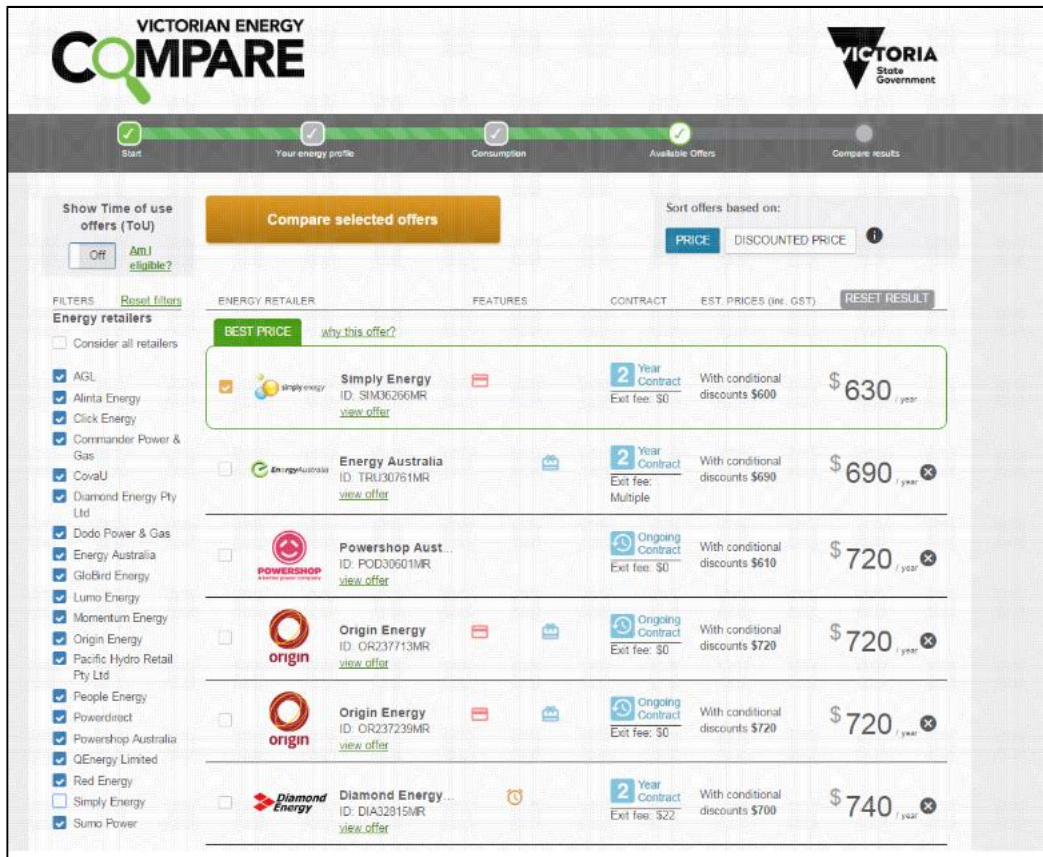 VICTORIAN ENERGY
COMPARE
VICTORIA
State
Government
Start
Your energy profile
Consumption
Available Offers
Compare results
Show Time of use
offers (ToU)
Off
Am I
eligible?
Compare selected offers
Sort offers based on:
PRICE
DISCOUNTED PRICE
i
FILTERS
Reset filters
ENERGY RETAILER
FEATURES
CONTRACT
EST. PRICES (inc. GST)
RESET RESULT
Energy retailers
Consider all retailers
AGL
Alinta Energy
Click Energy
Commander Power &
Gas
CovaU
Diamond Energy Pty
Ltd
Dodo Power & Gas
Energy Australia
GloBird Energy
Lumo Energy
Momentum Energy
Origin Energy
Pacific Hydro Retail
Pty Ltd
People Energy
Powerdirect
Powershop Australia
QEnergy Limited
Red Energy
Simply Energy
Sumo Power
BEST PRICE
why this offer?
simply energy
Simply Energy
ID: SIM36266MR
view offer
2 Year
Contract
Exit fee: $0
With conditional
discounts $600
$630 / year
EnergyAustralia
Energy Australia
ID: TRU30761MR
view offer
2 Year
Contract
Exit fee:
Multiple
With conditional
discounts $690
$690 / year
POWERSHOP
A better power company
Powershop Aust...
ID: POD30601MR
view offer
Ongoing
Contract
Exit fee: $0
With conditional
discounts $610
$720 / year
origin
Origin Energy
ID: OR237713MR
view offer
Ongoing
Contract
Exit fee: $0
With conditional
discounts $720
$720 / year
origin
Origin Energy
ID: OR237239MR
view offer
Ongoing
Contract
Exit fee: $0
With conditional
discounts $720
$720 / year
Diamond
Energy
Diamond Energy...
ID: DIA32815MR
view offer
2 Year
Contract
Exit fee: $22
With conditional
discounts $700
$740 / year